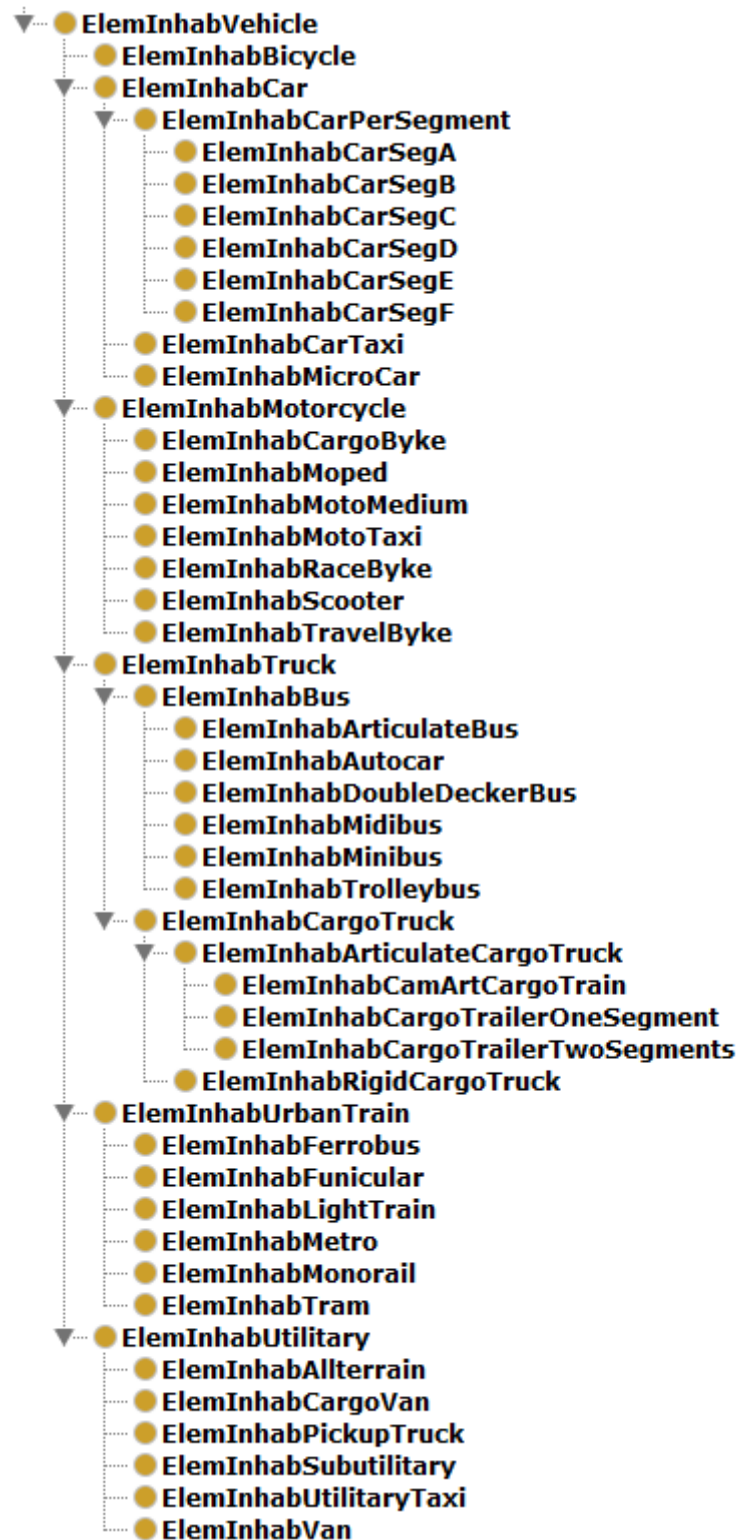 ElemInhabVehicle
ElemInhabBicycle
ElemInhabCar
ElemInhabCarPerSegment
ElemInhabCarSegA
ElemInhabCarSegB
ElemInhabCarSegC
ElemInhabCarSegD
ElemInhabCarSegE
ElemInhabCarSegF
ElemInhabCarTaxi
ElemInhabMicroCar
ElemInhabMotorcycle
ElemInhabCargoByke
ElemInhabMoped
ElemInhabMotoMedium
ElemInhabMotoTaxi
ElemInhabRaceByke
ElemInhabScooter
ElemInhabTravelByke
ElemInhabTruck
ElemInhabBus
ElemInhabArticulateBus
ElemInhabAutocar
ElemInhabDoubleDeckerBus
ElemInhabMidibus
ElemInhabMinibus
ElemInhabTrolleybus
ElemInhabCargoTruck
ElemInhabArticulateCargoTruck
ElemInhabCamArtCargoTrain
ElemInhabCargoTrailerOneSegment
ElemInhabCargoTrailerTwoSegments
ElemInhabRigidCargoTruck
ElemInhabUrbanTrain
ElemInhabFerrobus
ElemInhabFunicular
ElemInhabLightTrain
ElemInhabMetro
ElemInhabMonorail
ElemInhabTram
ElemInhabUtilitary
ElemInhabAllterrain
ElemInhabCargoVan
ElemInhabPickupTruck
ElemInhabSubutilitary
ElemInhabUtilitaryTaxi
ElemInhabVan